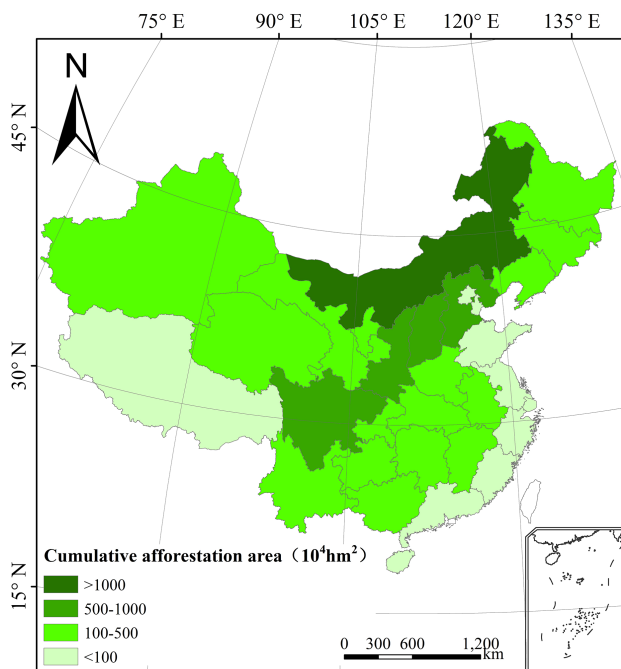 75° E 90° E 105° E 120° E 135° E
N
45° N
30° N
15° N
Cumulative afforestation area（10⁴hm²）
>1000
500-1000
100-500
<100
0 300 600 1,200
km